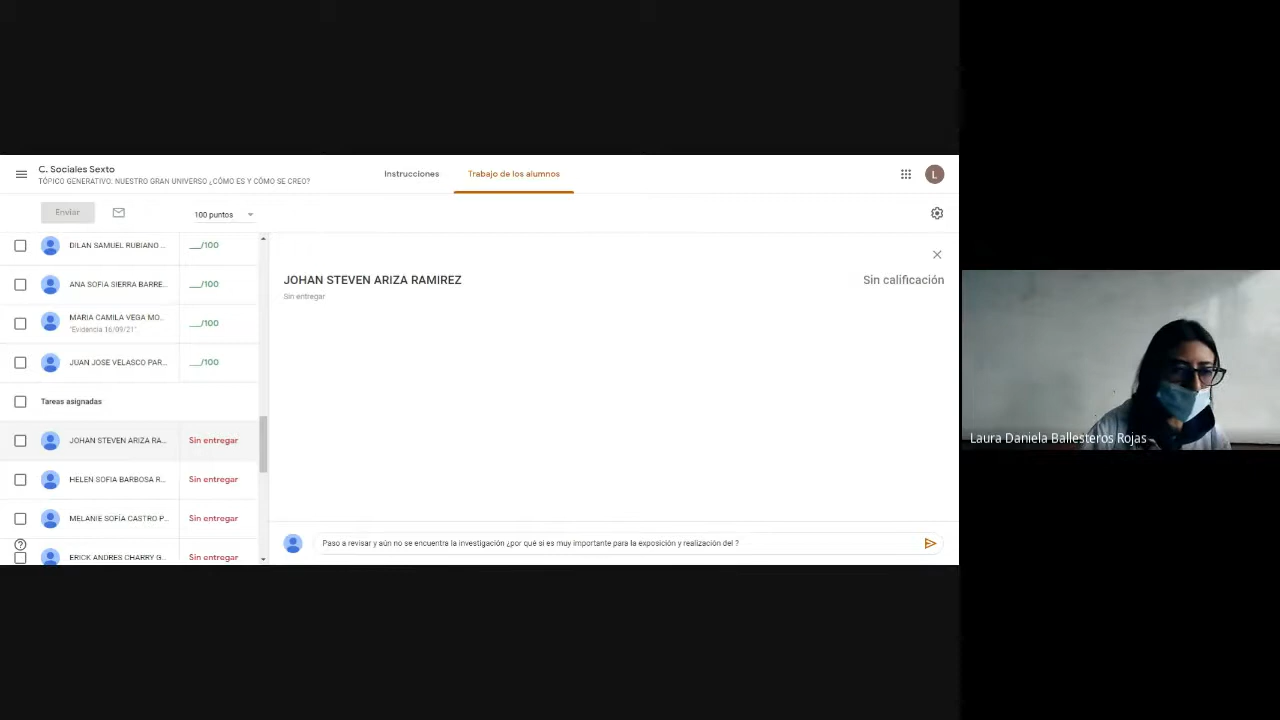 C. Sociales Sexto
TÓPICO GENERATIVO. NUESTRO GRAN UNIVERSO ¿CÓMO ES Y CÓMO SE CREO?
Instrucciones
Trabajo de los alumnos
L
Enviar
100 puntos
DILAN SAMUEL RUBIANO ...
__/100
ANA SOFIA SIERRA BARRE...
__/100
MARIA CAMILA VEGA MO...
"Evidencia 16/09/21"
__/100
JUAN JOSE VELASCO PAR...
__/100
Tareas asignadas
JOHAN STEVEN ARIZA RA...
Sin entregar
HELEN SOFIA BARBOSA R...
Sin entregar
MELANIE SOFÍA CASTRO P...
Sin entregar
ERICK ANDRES CHARRY G...
Sin entregar
JOHAN STEVEN ARIZA RAMIREZ
Sin calificación
Sin entregar
Paso a revisar y aún no se encuentra la investigación ¿por qué si es muy importante para la exposición y realización del ?
Laura Daniela Ballesteros Rojas